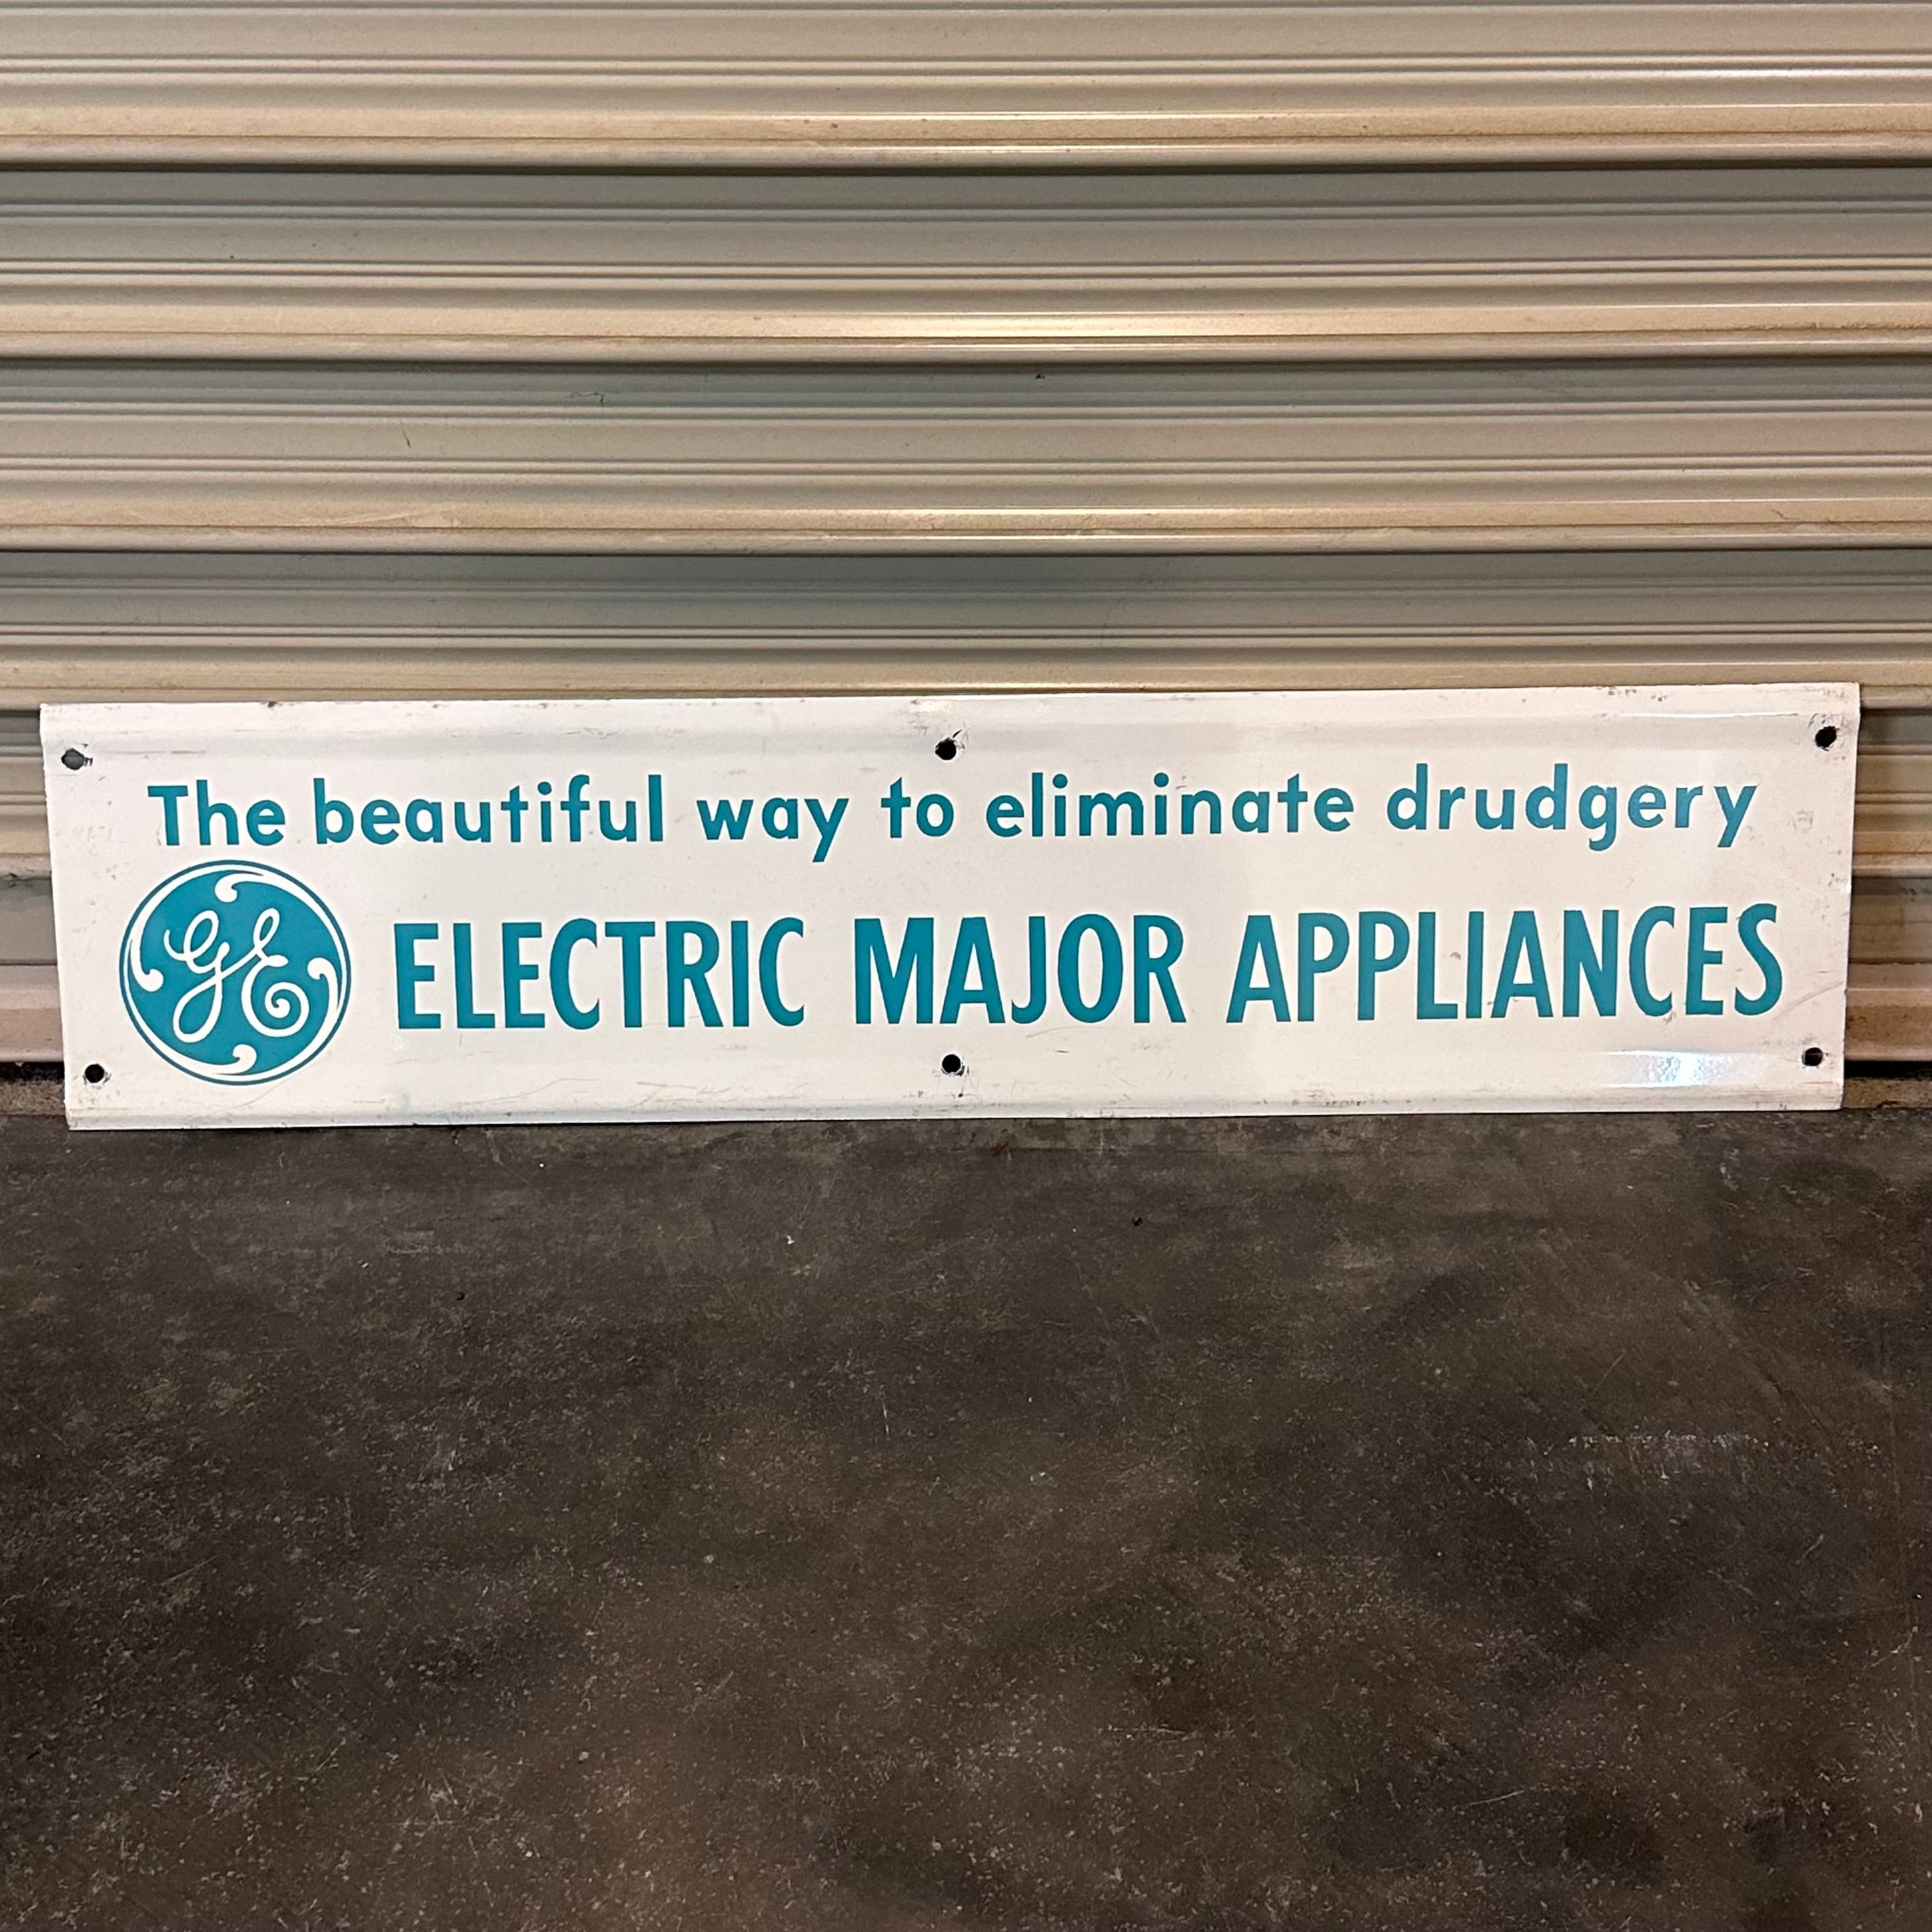 The beautiful way to eliminate drudgery
GE ELECTRIC MAJOR APPLIANCES